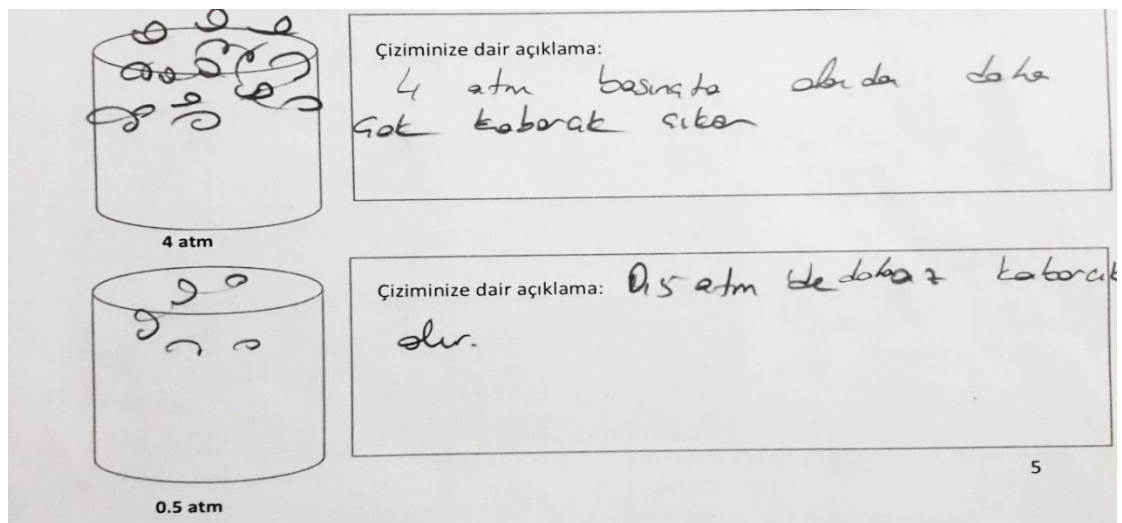 Çiziminize dair açıklama:
4 atm basınçta olanda daha
çok kabarcık çıkar
4 atm
Çiziminize dair açıklama: 0,5 atm de daha az kabarcık
olur.
5
0.5 atm